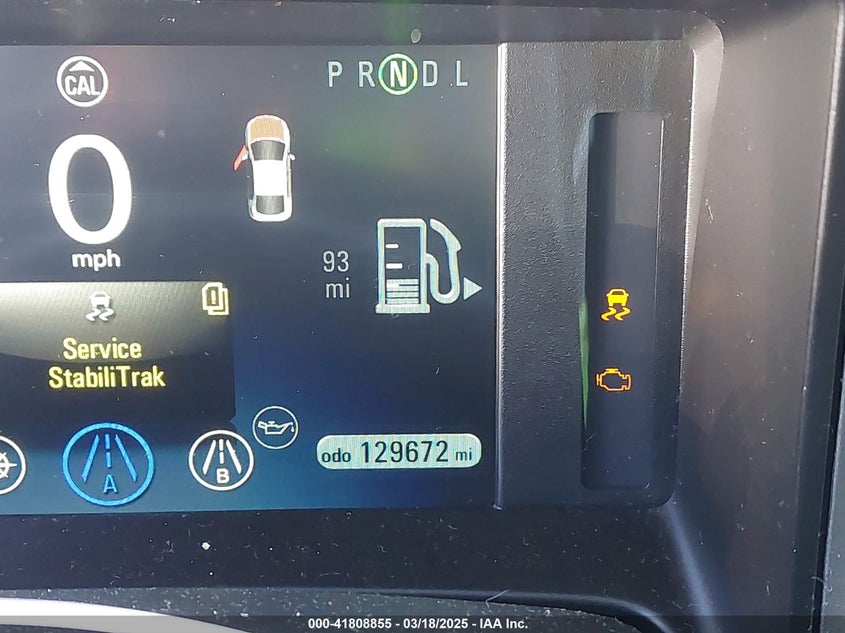 CAL
P R N D L
0
mph
93
mi
Service
StabiliTrak
A
B
odo 129672 mi
000-41808855 — 03/18/2025 - IAA Inc.